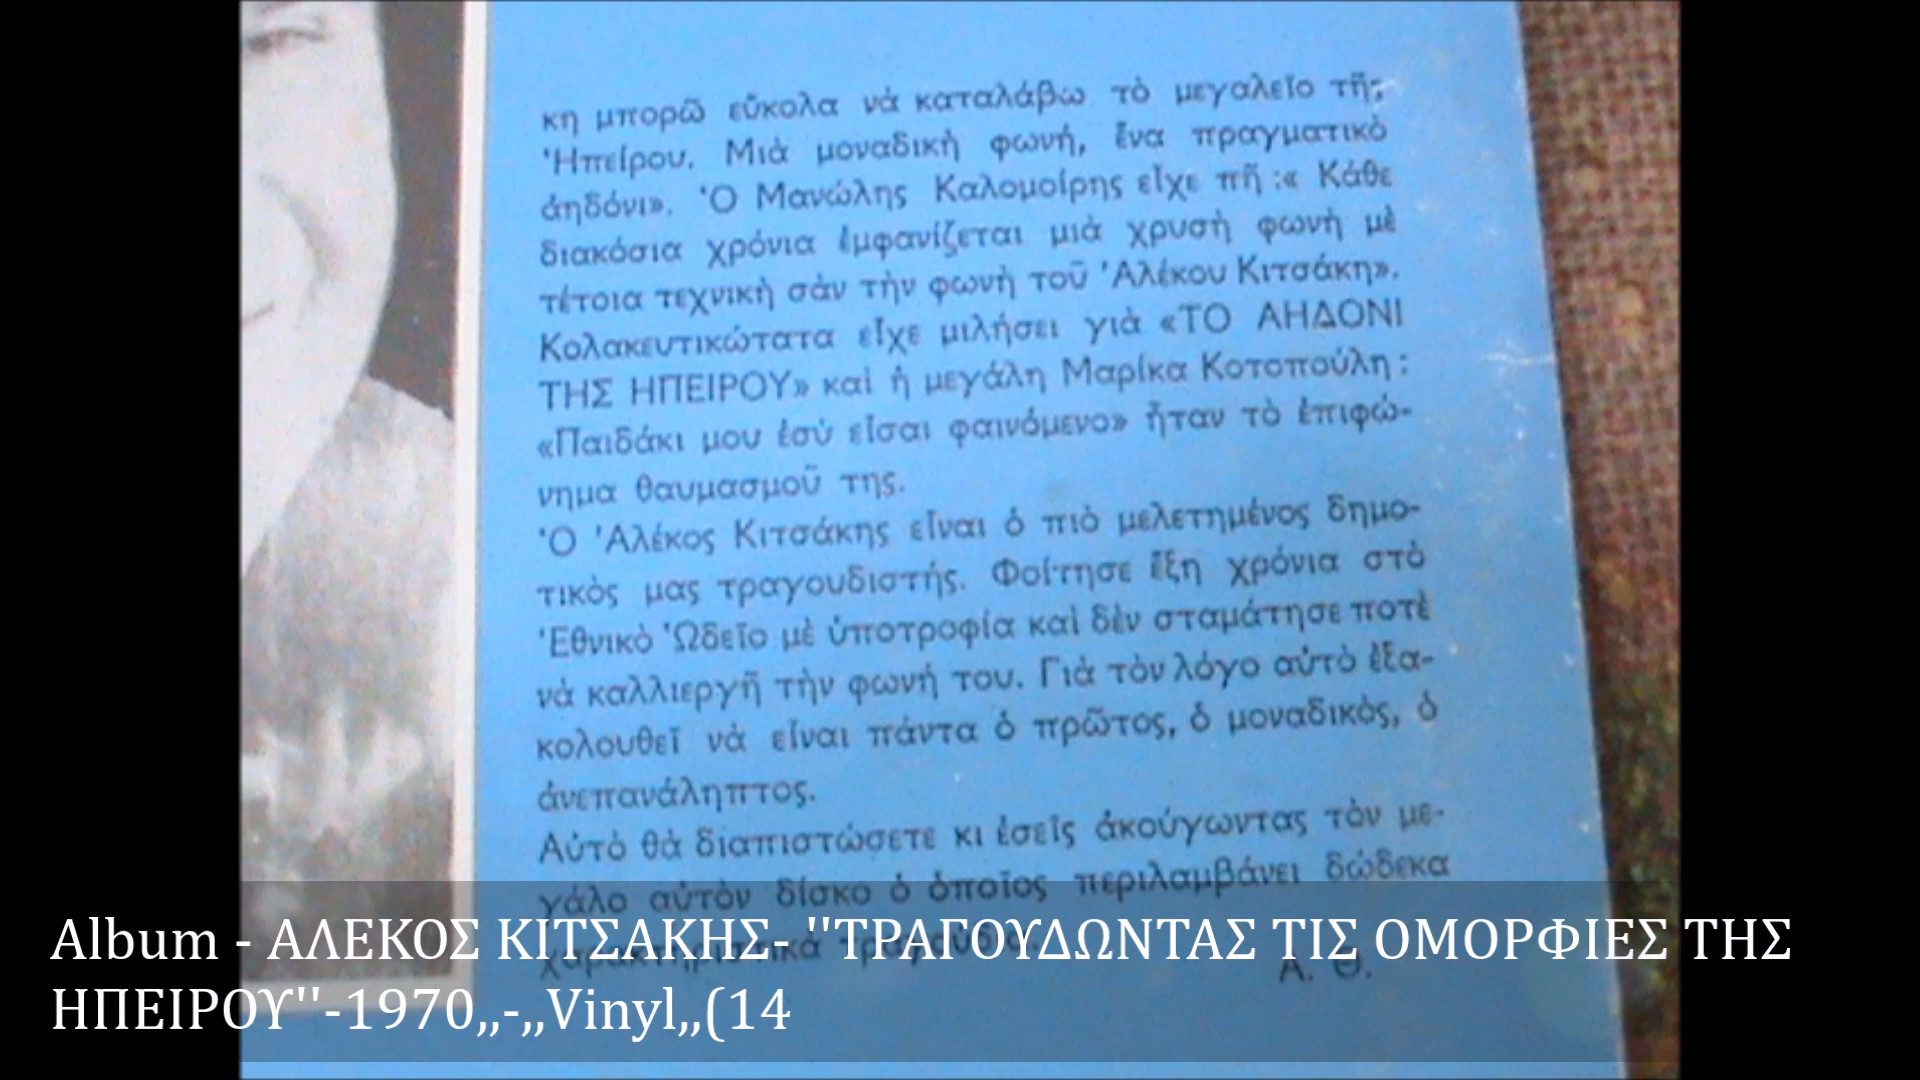 κη μπορῶ εὔκολα νὰ καταλάβω τὸ μεγαλεῖο τῆς
Ἠπείρου. Μιὰ μοναδικὴ φωνή, ἕνα πραγματικὸ
ἀηδόνι». Ὁ Μανώλης Καλομοίρης εἶχε πῆ :« Κάθε
διακόσια χρόνια ἐμφανίζεται μιὰ χρυσὴ φωνὴ μὲ
τέτοια τεχνικὴ σὰν τὴν φωνὴ τοῦ Ἀλέκου Κιτσάκη».
Κολακευτικώτατα εἶχε μιλήσει γιὰ «ΤΟ ΑΗΔΟΝΙ
ΤΗΣ ΗΠΕΙΡΟΥ» καὶ ἡ μεγάλη Μαρίκα Κοτοπούλη :
«Παιδάκι μου ἐσὺ εἶσαι φαινόμενο» ἦταν τὸ ἐπιφώ-
νημα θαυμασμοῦ της.
Ὁ Ἀλέκος Κιτσάκης εἶναι ὁ πιὸ μελετημένος δημο-
τικὸς μας τραγουδιστής. Φοίτησε ἕξη χρόνια στὸ
Ἐθνικὸ Ὠδεῖο μὲ ὑποτροφία καὶ δὲν σταμάτησε ποτὲ
νὰ καλλιεργῆ τὴν φωνή του. Γιὰ τὸν λόγο αὐτὸ ἐξα-
κολουθεῖ νὰ εἶναι πάντα ὁ πρῶτος, ὁ μοναδικὸς, ὁ
ἀνεπανάληπτος.
Αὐτὸ θὰ διαπιστώσετε κι ἐσεῖς ἀκούγωντας τὸν με-
γάλο αὐτὸν δίσκο ὁ ὁποῖος περιλαμβάνει δώδεκα
χαρακτηριστικὰ τραγούδια.
Α. Θ.
Album - ΑΛΕΚΟΣ ΚΙΤΣΑΚΗΣ- ''ΤΡΑΓΟΥΔΩΝΤΑΣ ΤΙΣ ΟΜΟΡΦΙΕΣ ΤΗΣ
ΗΠΕΙΡΟΥ''-1970,,-,,Vinyl,,(14